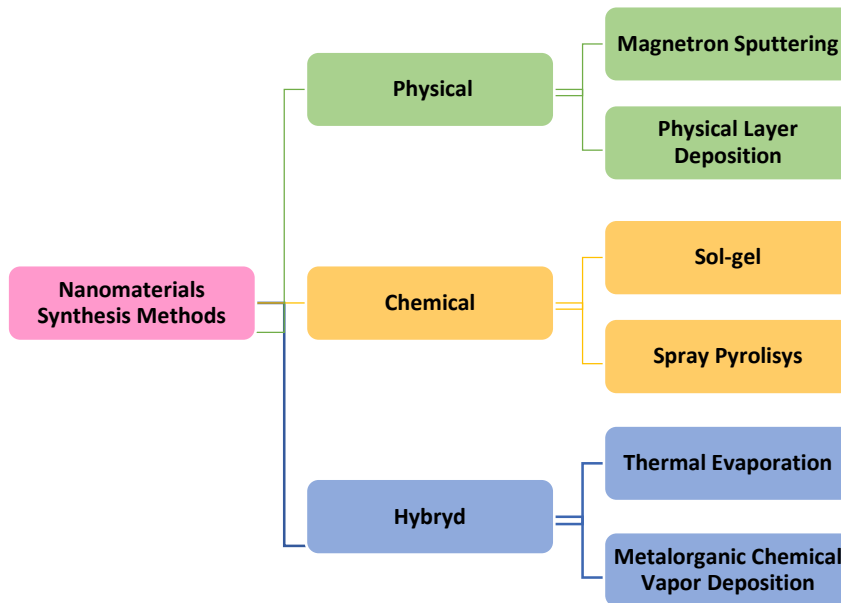 Nanomaterials
Synthesis Methods
Physical
Magnetron Sputtering
Physical Layer
Deposition
Chemical
Sol-gel
Spray Pyrolisys
Hybryd
Thermal Evaporation
Metalorganic Chemical
Vapor Deposition